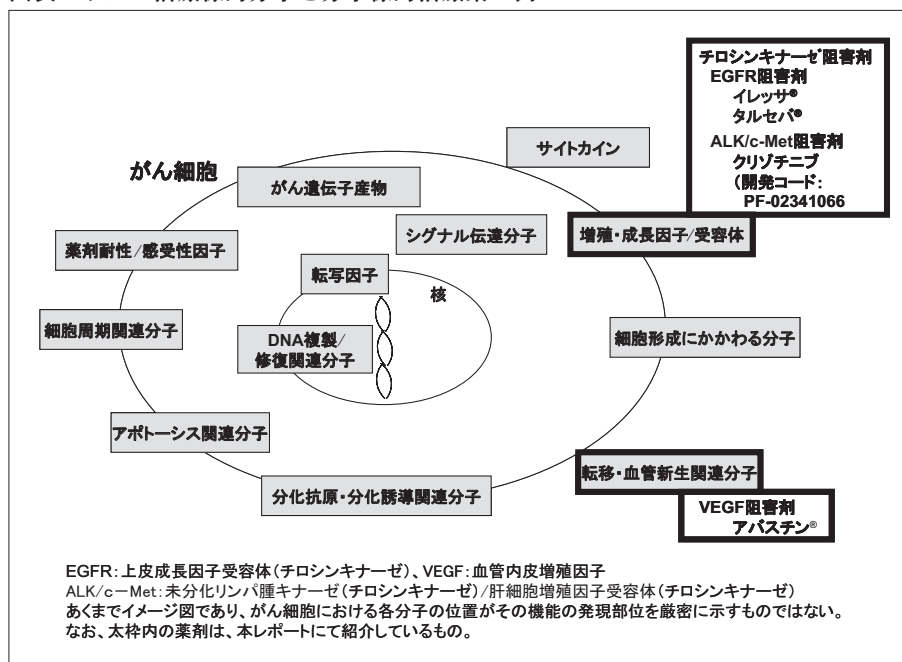 チロシンキナーゼ阻害剤
EGFR阻害剤
イレッサ®
タルセバ®
ALK/c-Met阻害剤
クリゾチニブ
(開発コード:
PF-02341066
サイトカイン
がん細胞
がん遺伝子産物
シグナル伝達分子
増殖・成長因子/受容体
薬剤耐性/感受性因子
転写因子
核
細胞周期関連分子
DNA複製/
修復関連分子
細胞形成にかかわる分子
アポトーシス関連分子
転移・血管新生関連分子
分化抗原・分化誘導関連分子
VEGF阻害剤
アバスチン®
EGFR:上皮成長因子受容体(チロシンキナーゼ)、VEGF:血管内皮増殖因子
ALK/c-Met:未分化リンパ腫キナーゼ(チロシンキナーゼ)/肝細胞増殖因子受容体(チロシンキナーゼ)
あくまでイメージ図であり、がん細胞における各分子の位置がその機能の発現部位を厳密に示すものではない。
なお、太枠内の薬剤は、本レポートにて紹介しているもの。